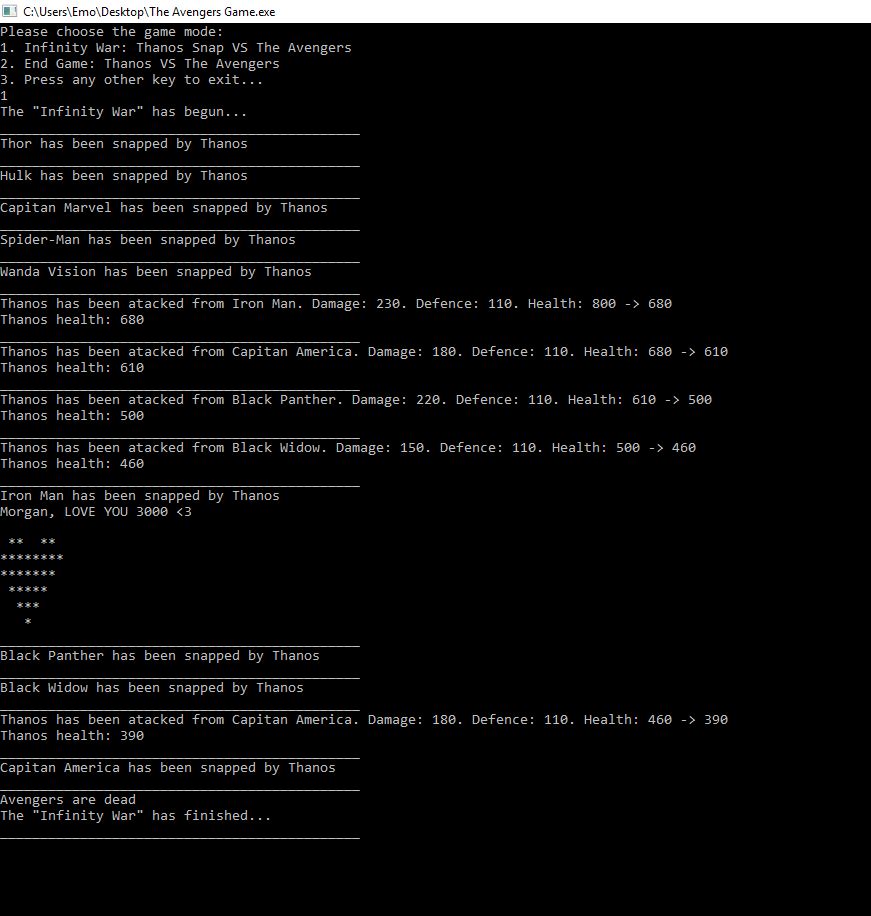 C:\Users\Emo\Desktop\The Avengers Game.exe
Please choose the game mode:
1. Infinity War: Thanos Snap VS The Avengers
2. End Game: Thanos VS The Avengers
3. Press any other key to exit...
1
The "Infinity War" has begun...
_____________________________________________
Thor has been snapped by Thanos
_____________________________________________
Hulk has been snapped by Thanos
_____________________________________________
Capitan Marvel has been snapped by Thanos
_____________________________________________
Spider-Man has been snapped by Thanos
_____________________________________________
Wanda Vision has been snapped by Thanos
_____________________________________________
Thanos has been atacked from Iron Man. Damage: 230. Defence: 110. Health: 800 -> 680
Thanos health: 680
_____________________________________________
Thanos has been atacked from Capitan America. Damage: 180. Defence: 110. Health: 680 -> 610
Thanos health: 610
_____________________________________________
Thanos has been atacked from Black Panther. Damage: 220. Defence: 110. Health: 610 -> 500
Thanos health: 500
_____________________________________________
Thanos has been atacked from Black Widow. Damage: 150. Defence: 110. Health: 500 -> 460
Thanos health: 460
_____________________________________________
Iron Man has been snapped by Thanos
Morgan, LOVE YOU 3000 <3

 **  **
********
*******
 *****
  ***
   *
_____________________________________________
Black Panther has been snapped by Thanos
_____________________________________________
Black Widow has been snapped by Thanos
_____________________________________________
Thanos has been atacked from Capitan America. Damage: 180. Defence: 110. Health: 460 -> 390
Thanos health: 390
_____________________________________________
Capitan America has been snapped by Thanos
_____________________________________________
Avengers are dead
The "Infinity War" has finished...
_____________________________________________